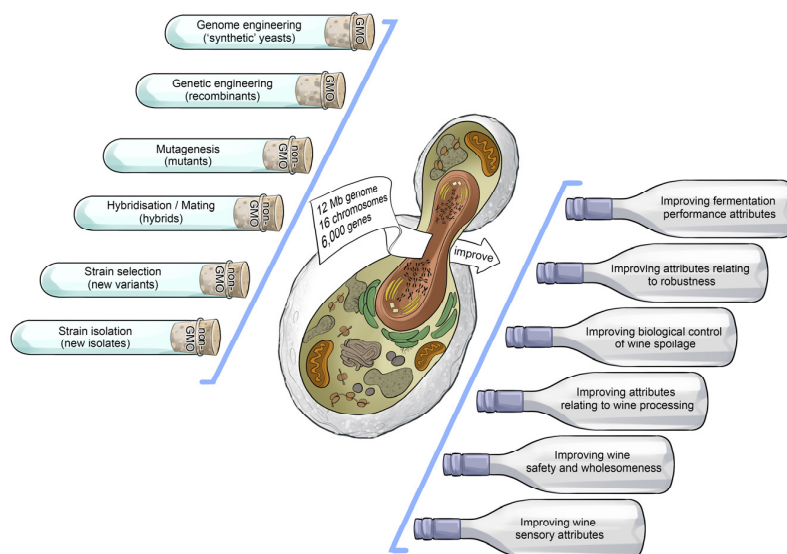 Genome engineering
('synthetic' yeasts)
GMO
Genetic engineering
(recombinants)
GMO
Mutagenesis
(mutants)
non-
GMO
Hybridisation / Mating
(hybrids)
non-
GMO
Strain selection
(new variants)
non-
GMO
Strain isolation
(new isolates)
non-
GMO
12 Mb genome
16 chromosomes
6,000 genes
improve
Improving fermentation
performance attributes
Improving attributes relating
to robustness
Improving biological control
of wine spoilage
Improving attributes
relating to wine processing
Improving wine
safety and wholesomeness
Improving wine
sensory attributes